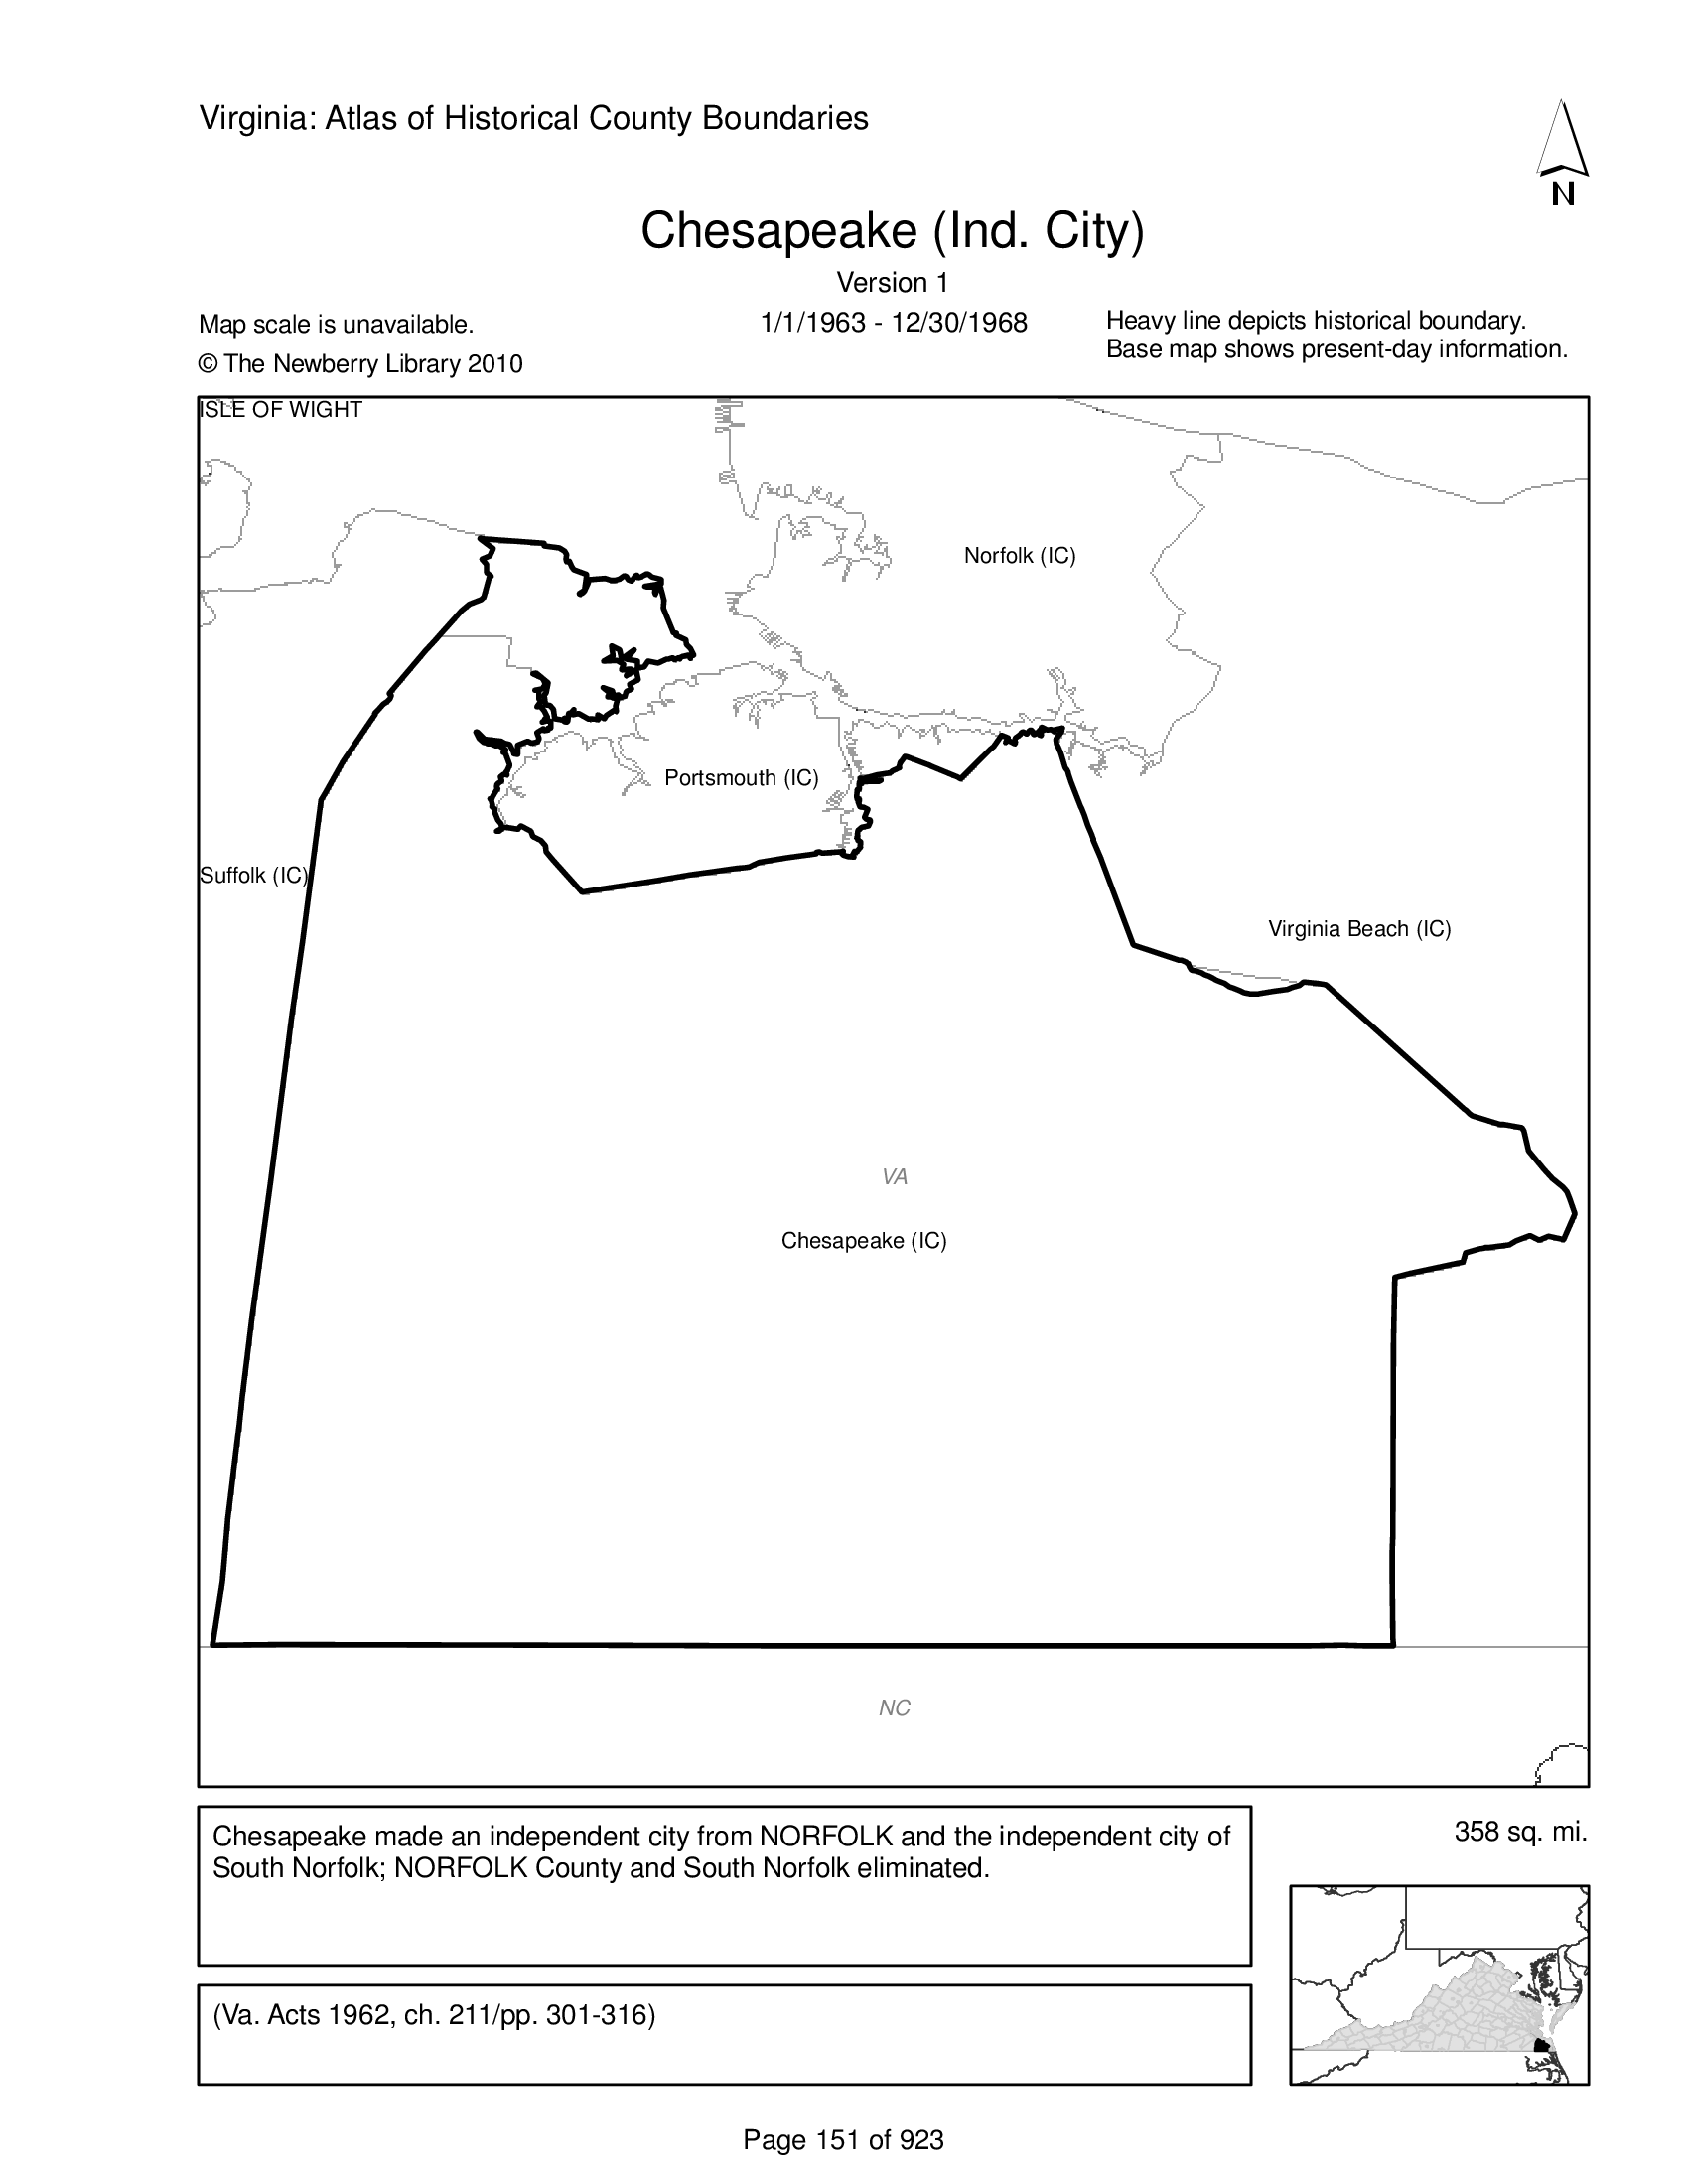 Virginia: Atlas of Historical County Boundaries
N
Chesapeake (Ind. City)
Version 1
Map scale is unavailable.
1/1/1963 - 12/30/1968
Heavy line depicts historical boundary.
© The Newberry Library 2010
Base map shows present-day information.
ISLE OF WIGHT
Norfolk (IC)
Portsmouth (IC)
Suffolk (IC)
Virginia Beach (IC)
VA
Chesapeake (IC)
NC
Chesapeake made an independent city from NORFOLK and the independent city of
South Norfolk; NORFOLK County and South Norfolk eliminated.
358 sq. mi.
(Va. Acts 1962, ch. 211/pp. 301-316)
Page 151 of 923